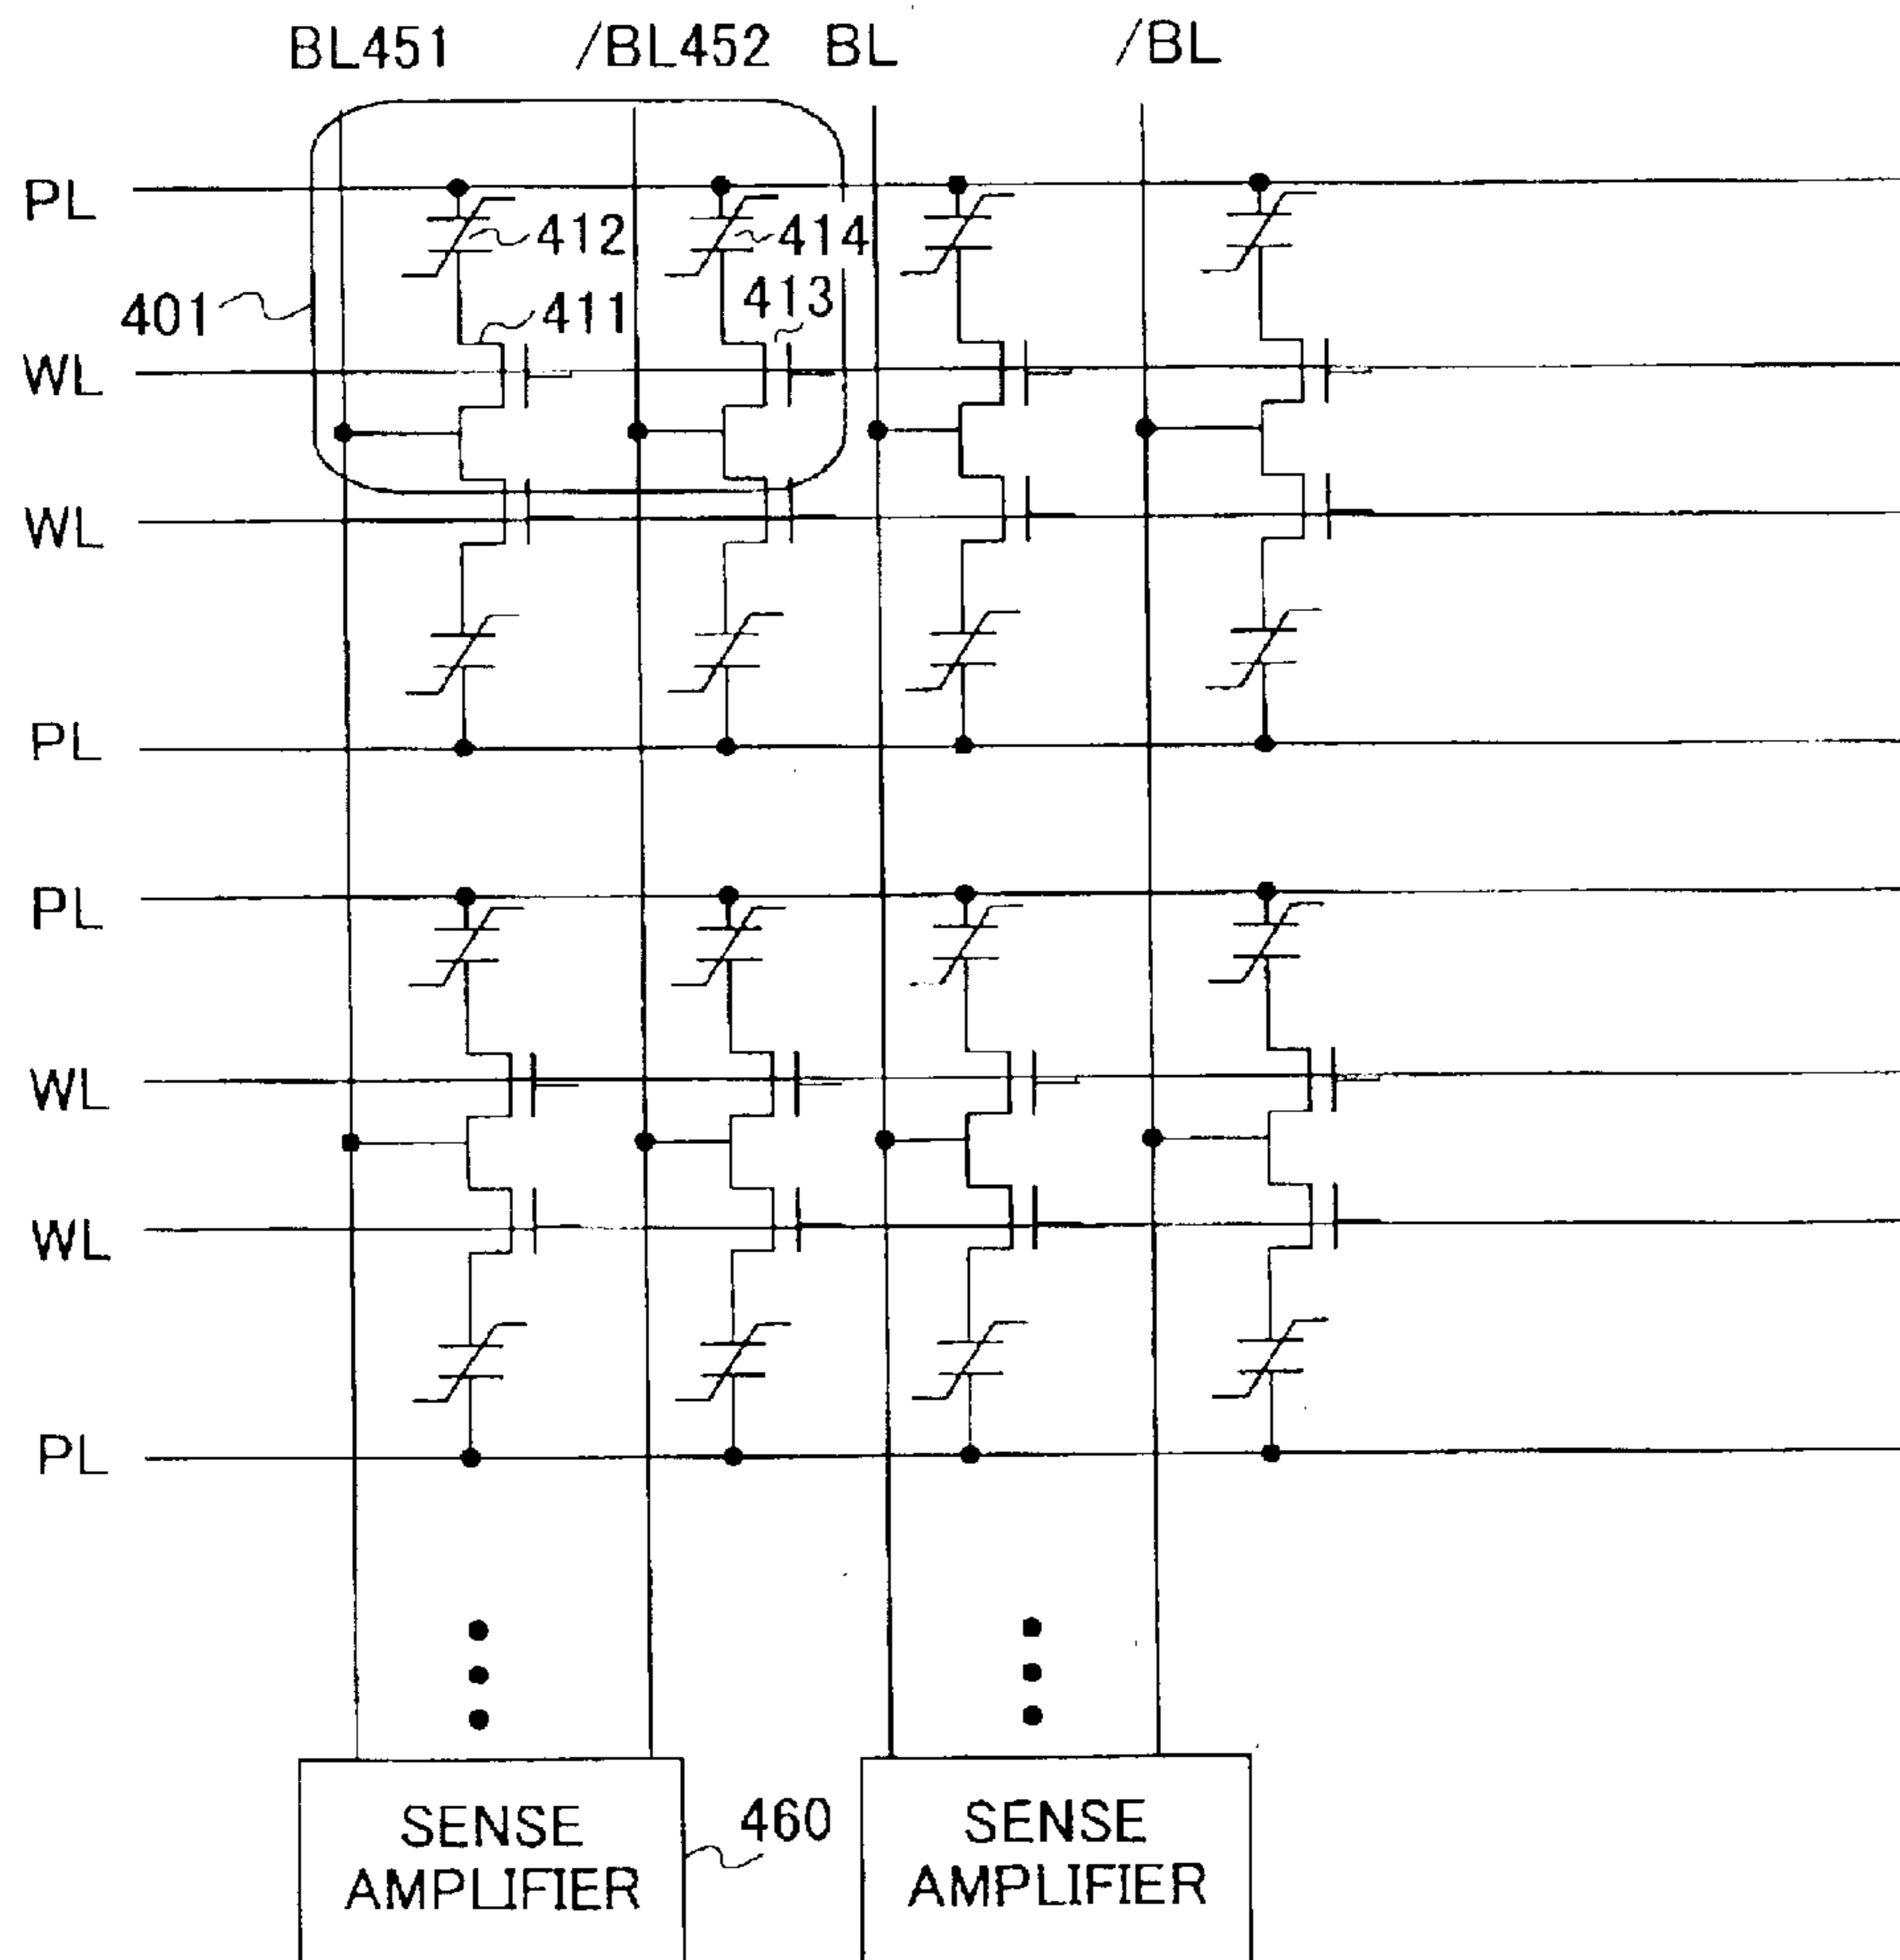 BL451 /BL452 BL /BL
PL
412 414
413
401 411
WL
WL
PL
PL
WL
WL
PL
SENSE AMPLIFIER
460
SENSE AMPLIFIER